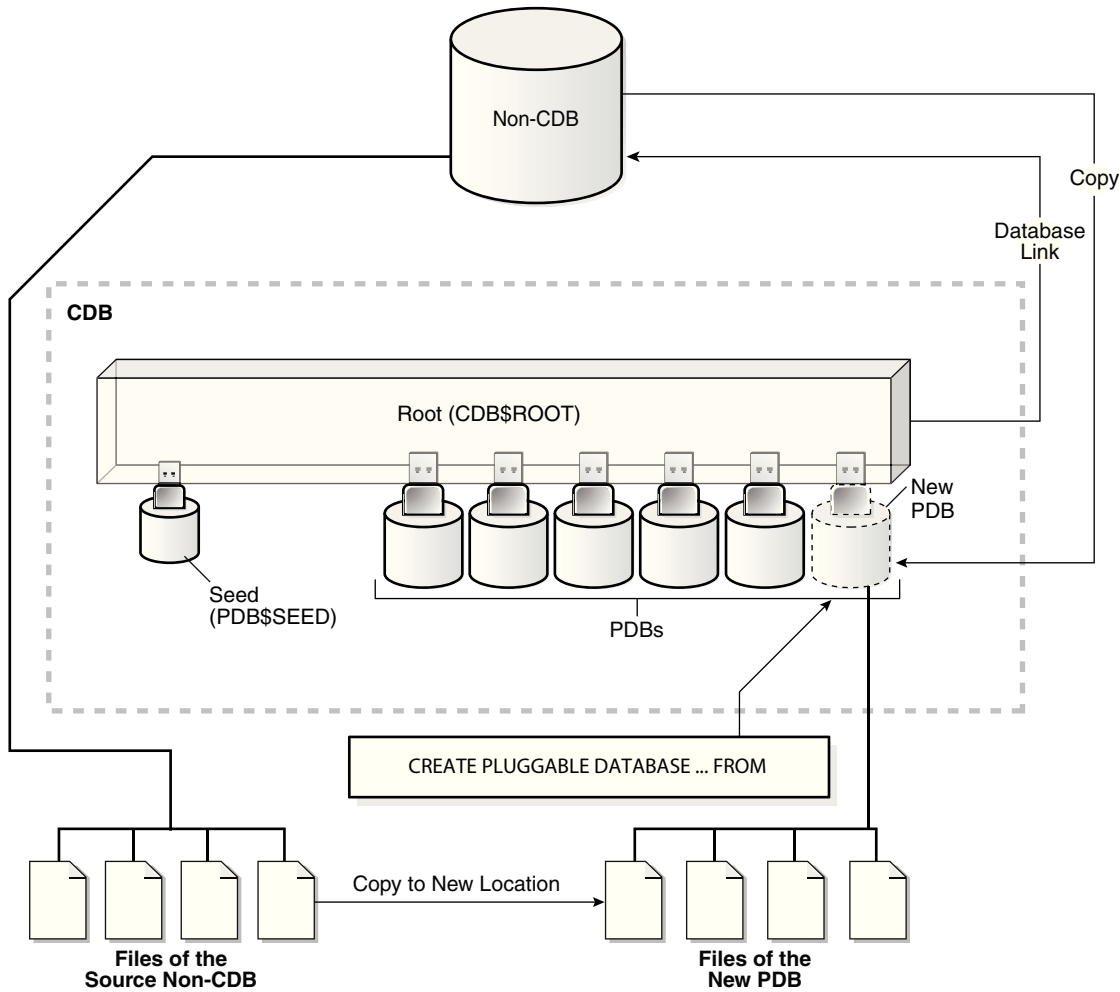 Non-CDB
Copy
Database
Link
CDB
Root (CDB$ROOT)
New
PDB
Seed
(PDB$SEED)
PDBs
CREATE PLUGGABLE DATABASE ... FROM
Copy to New Location
Files of the
Source Non-CDB
Files of the
New PDB